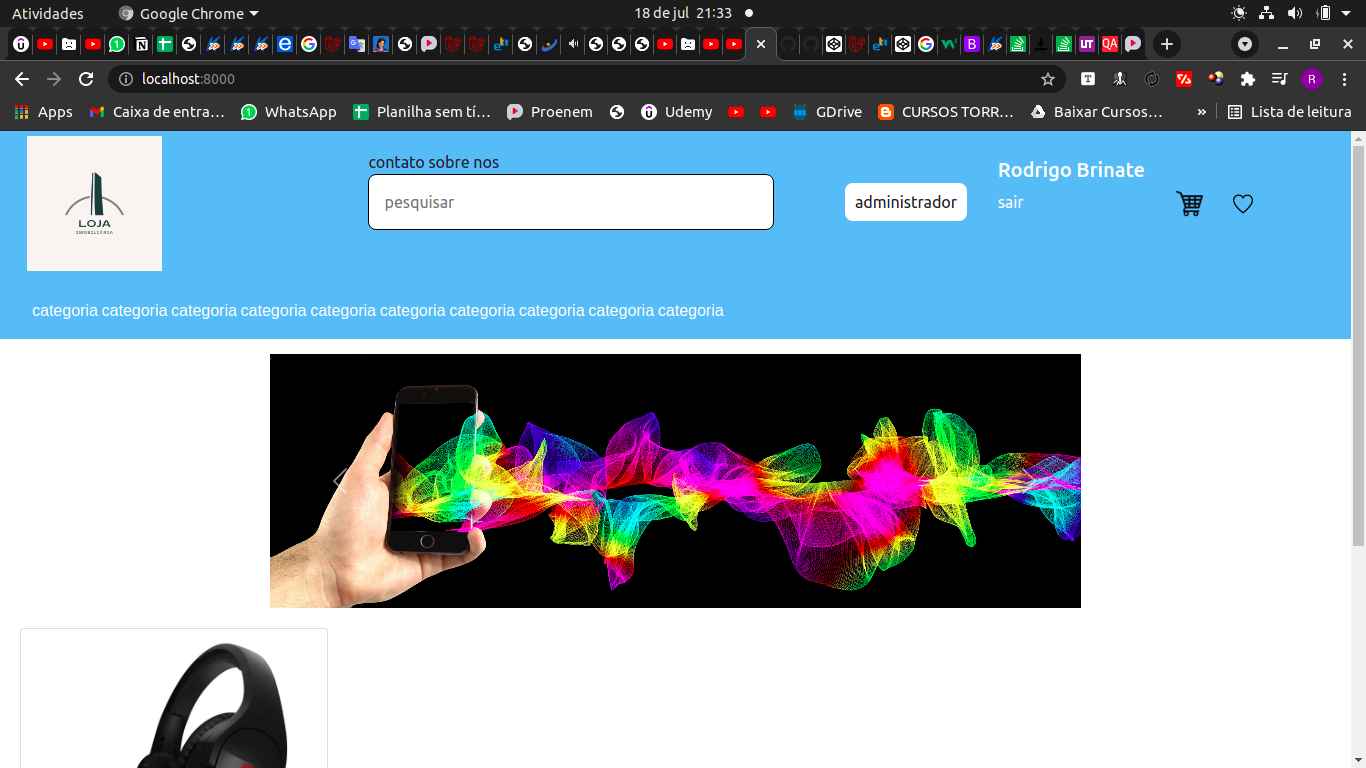 Atividades
Google Chrome
18 de jul 21:33
localhost:8000
Apps
Caixa de entra...
WhatsApp
Planilha sem tí...
Proenem
Udemy
GDrive
CURSOS TORR...
Baixar Cursos...
»
Lista de leitura
LOJA
IMOBILIARIA
contato sobre nos
pesquisar
administrador
Rodrigo Brinate
sair
categoria categoria categoria categoria categoria categoria categoria categoria categoria categoria